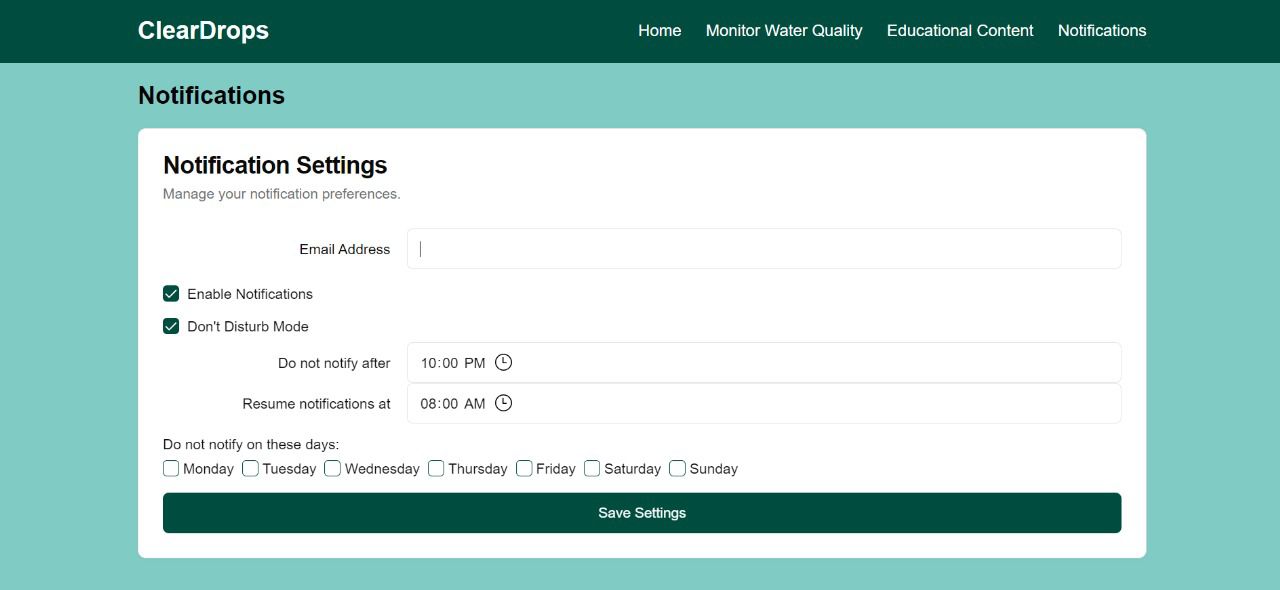 ClearDrops
Home Monitor Water Quality Educational Content Notifications
Notifications
Notification Settings
Manage your notification preferences.
Email Address
Enable Notifications
Don't Disturb Mode
Do not notify after 10:00 PM
Resume notifications at 08:00 AM
Do not notify on these days:
Monday Tuesday Wednesday Thursday Friday Saturday Sunday
Save Settings